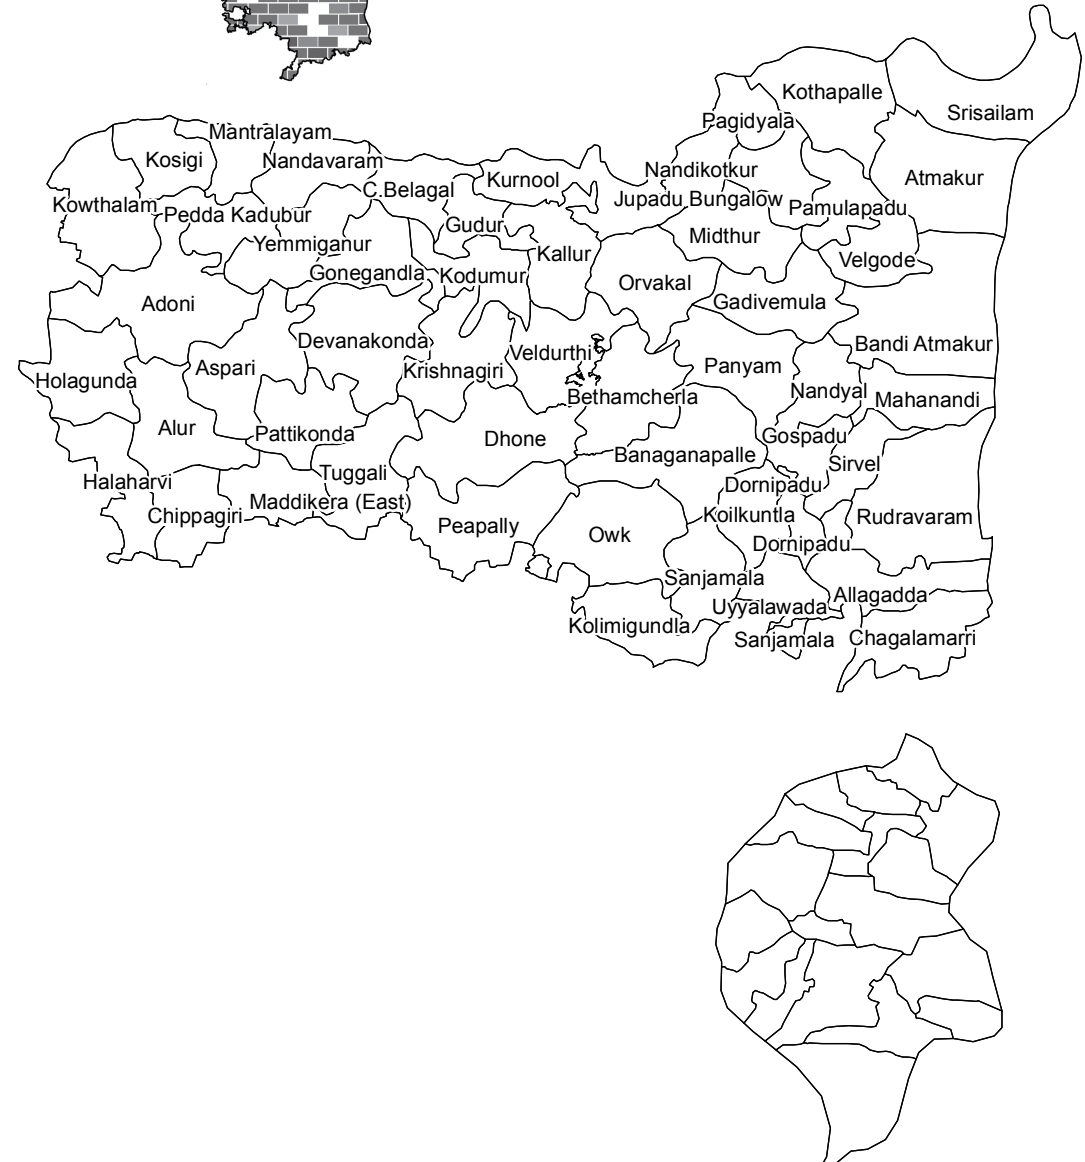 Kothapalle
Srisailam
Pagidyala
Mantralayam
Kosigi
Nandavaram
Nandikotkur
Atmakur
Kurnool
C.Belagal
Jupadu Bungalow
Kowthalam
Pedda Kadubur
Pamulapadu
Gudur
Midthur
Yemmiganur
Kallur
Velgode
Gonegandla
Kodumur
Orvakal
Adoni
Gadivemula
Devanakonda
Bandi Atmakur
Veldurthi
Aspari
Panyam
Krishnagiri
Holagunda
Nandyal
Bethamcherla
Mahanandi
Alur
Pattikonda
Dhone
Gospadu
Banaganapalle
Sirvel
Tuggali
Halaharvi
Dornipadu
Maddikera (East)
Chippagiri
Koilkuntla
Rudravaram
Peapally
Owk
Dornipadu
Sanjamala
Allagadda
Uyyalawada
Kolimigundla
Sanjamala
Chagalamarri